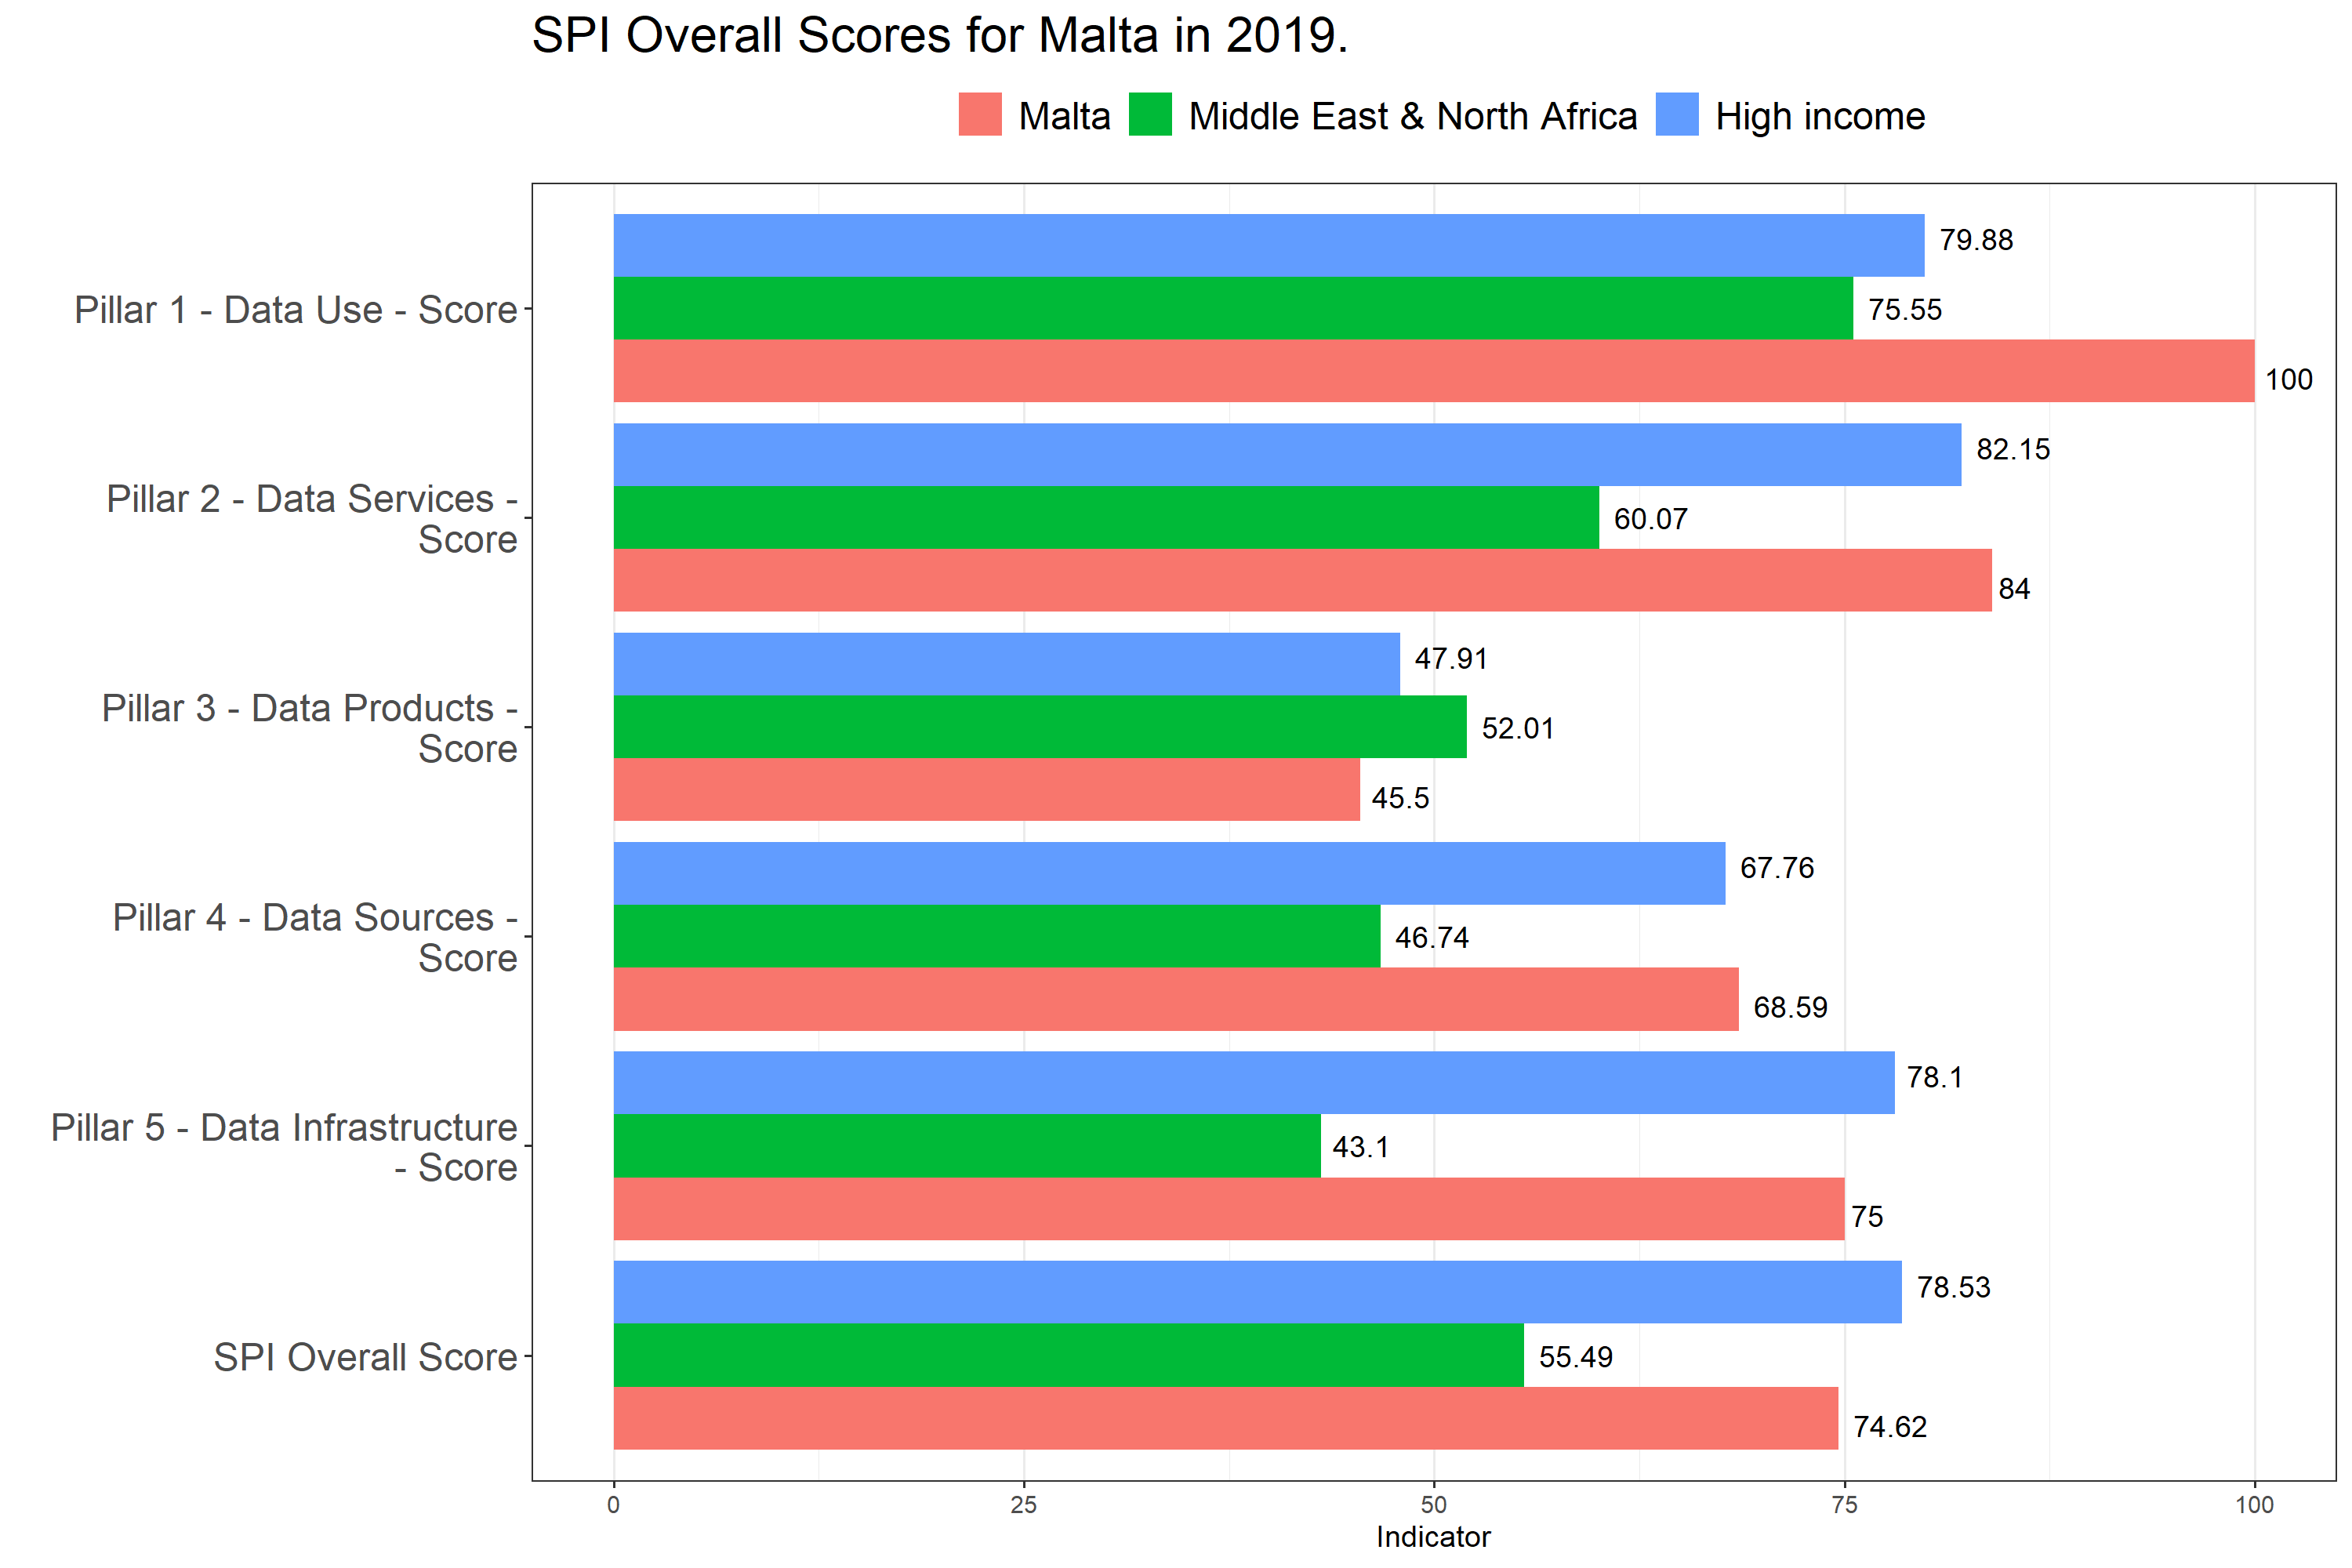 SPI Overall Scores for Malta in 2019.
Malta Middle East & North Africa High income
Pillar 1 - Data Use - Score
79.88
75.55
100
Pillar 2 - Data Services -
Score
82.15
60.07
84
Pillar 3 - Data Products -
Score
47.91
52.01
45.5
Pillar 4 - Data Sources -
Score
67.76
46.74
68.59
Pillar 5 - Data Infrastructure
- Score
78.1
43.1
75
SPI Overall Score
78.53
55.49
74.62
0 25 50 75 100
Indicator